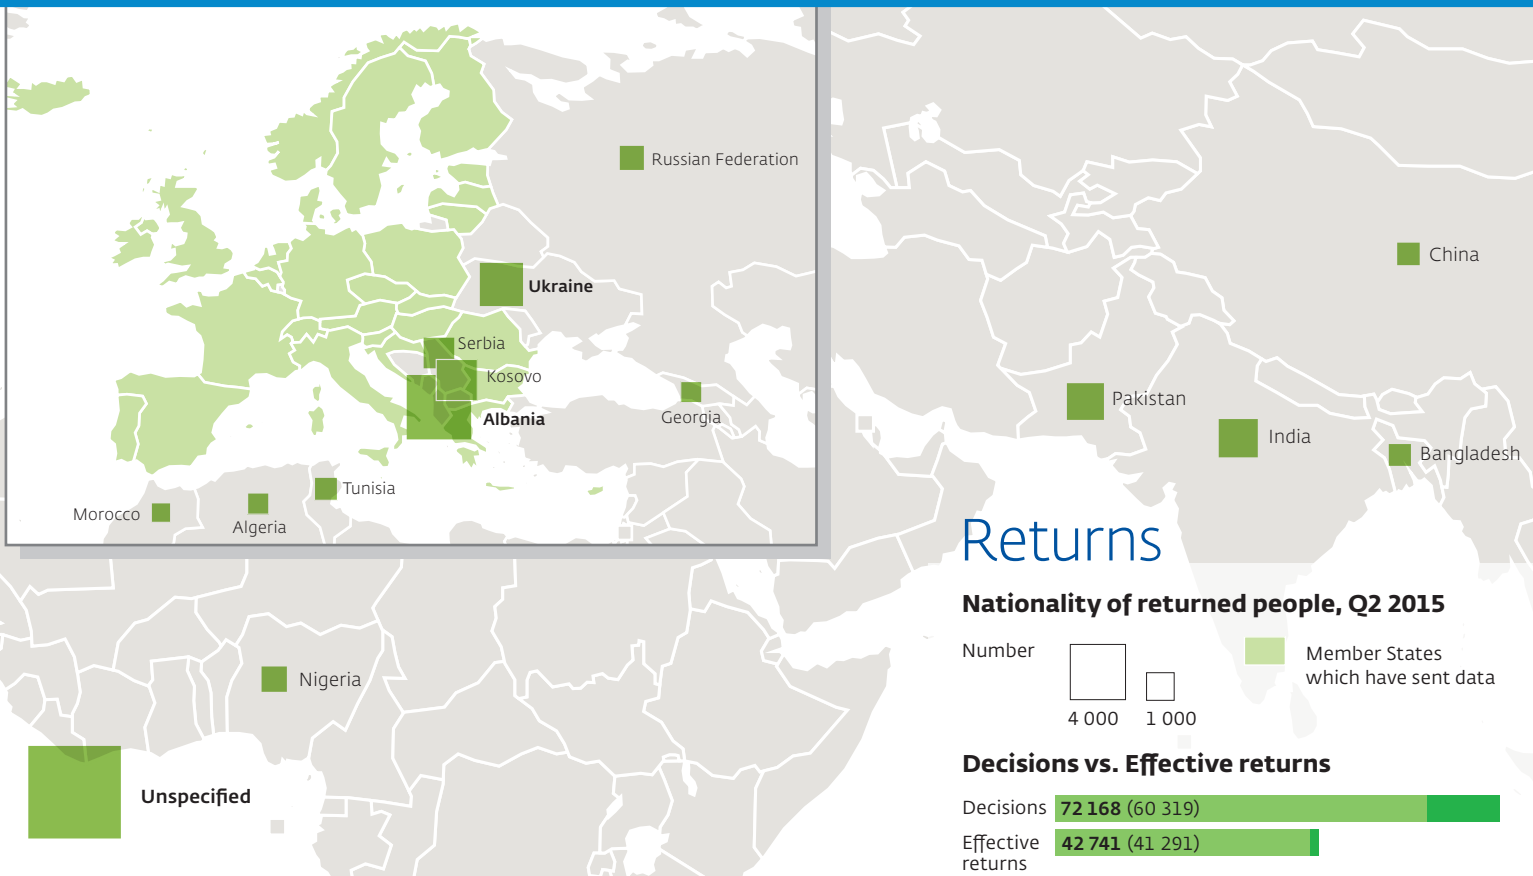 Russian Federation
China
Ukraine
Serbia
Kosovo
Albania
Georgia
Pakistan
India
Bangladesh
Tunisia
Morocco
Algeria
Nigeria
Unspecified
Returns
Nationality of returned people, Q2 2015
Number
4 000
1 000
Member States
which have sent data
Decisions vs. Effective returns
Decisions
72 168 (60 319)
Effective
returns
42 741 (41 291)